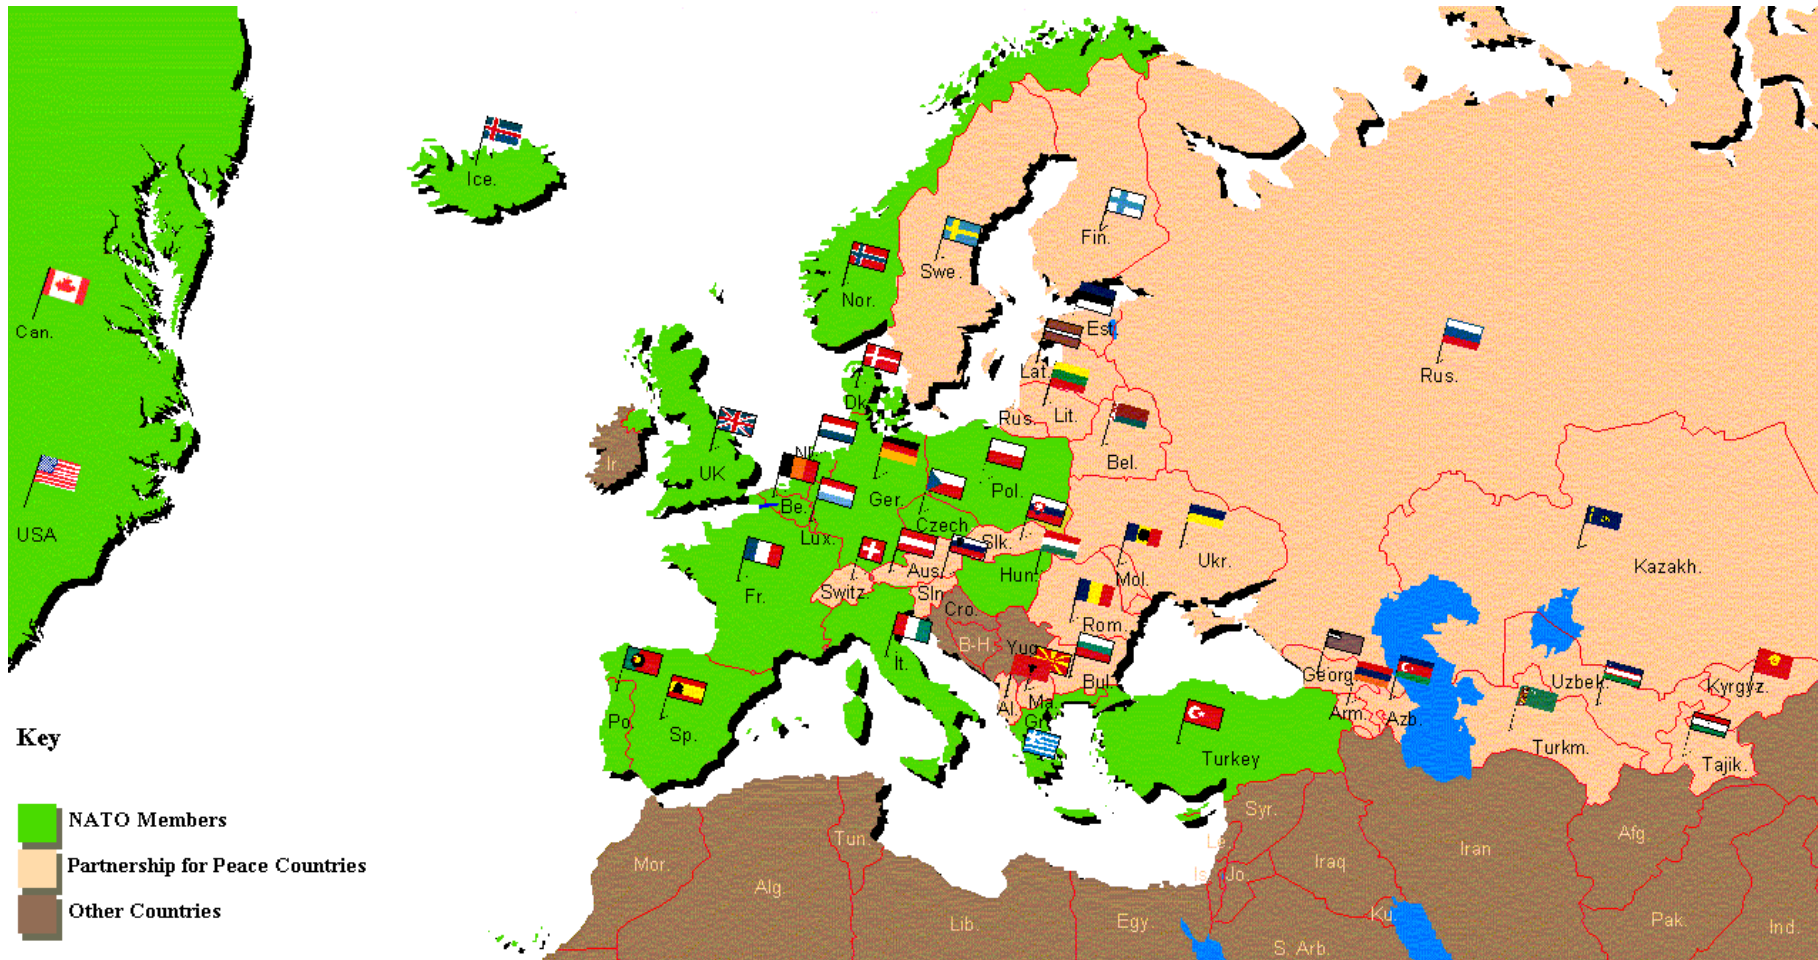 Ice.
Can.
USA
Nor.
Swe.
Fin.
Est.
Lat.
Lit.
Rus.
Rus.
Dk.
UK
Ir.
Nl.
Be.
Lux.
Ger.
Pol.
Bel.
Czech
Slk.
Ukr.
Kazakh.
Fr.
Switz.
Aus.
Hun.
Mol.
Sln.
Cro.
Rom.
B-H.
Yug.
It.
Bul.
Georg.
Uzbek.
Kyrgyz.
Po.
Sp.
Al.
Ma.
Gr.
Arm.
Azb.
Turkey
Turkm.
Tajik.
Key
NATO Members
Partnership for Peace Countries
Other Countries
Mor.
Alg.
Tun.
Lib.
Egy.
Syr.
Le.
Is.
Jo.
Iraq
Iran
Afg.
Ku.
S. Arb.
Pak.
Ind.